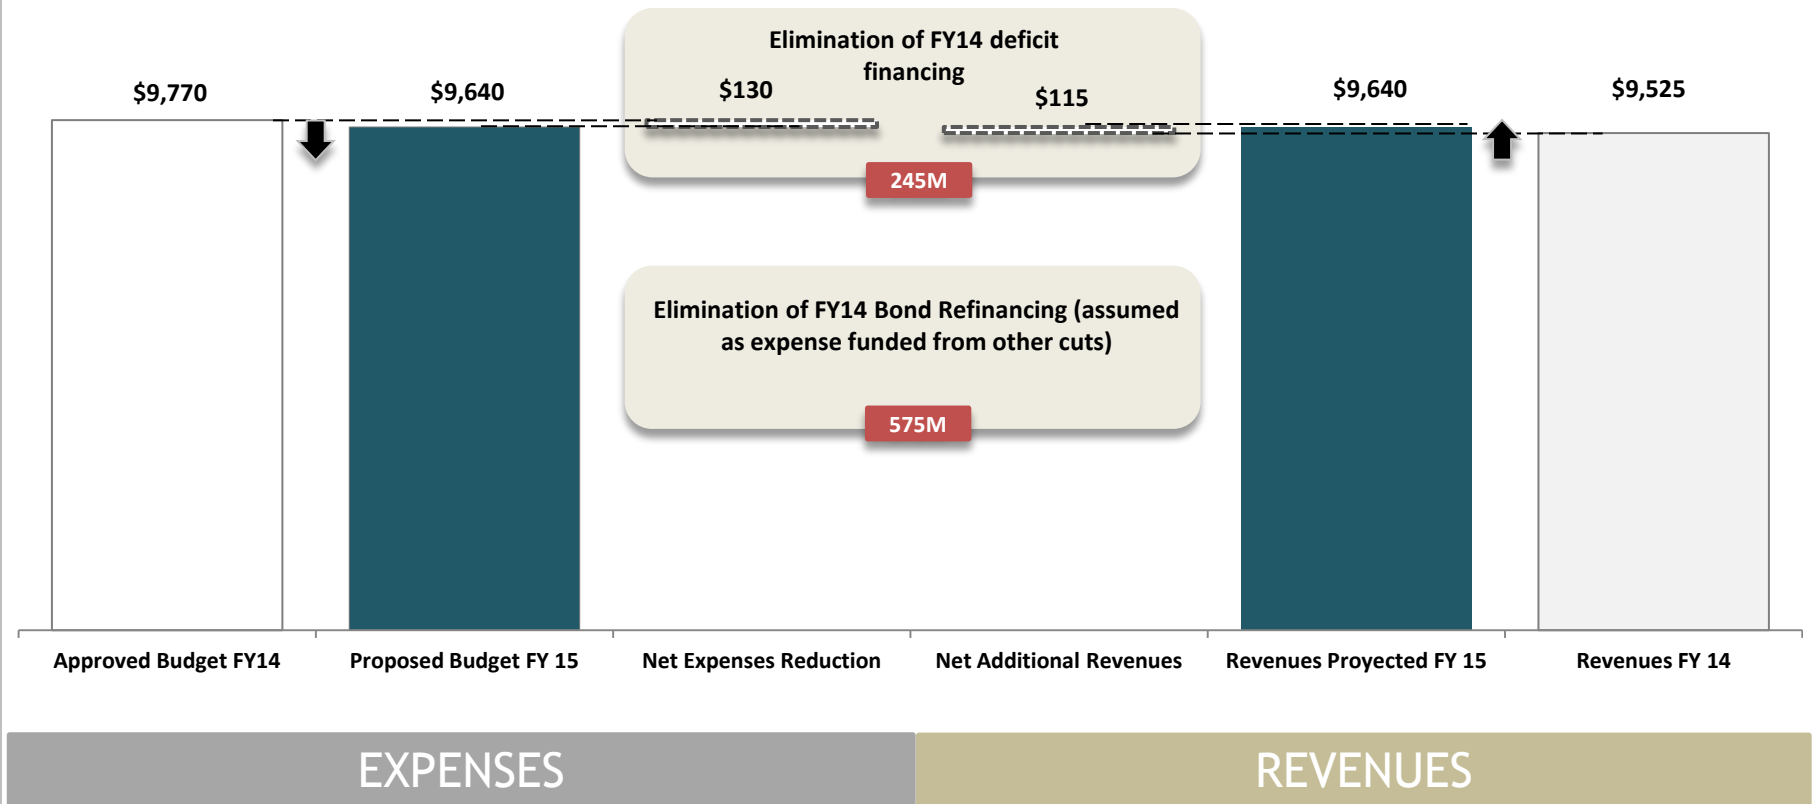 Elimination of FY14 deficit
financing
$9,770
$9,640
$130
$115
$9,640
$9,525
245M
Elimination of FY14 Bond Refinancing (assumed
as expense funded from other cuts)
575M
Approved Budget FY14
Proposed Budget FY 15
Net Expenses Reduction
Net Additional Revenues
Revenues Proyected FY 15
Revenues FY 14
EXPENSES
REVENUES